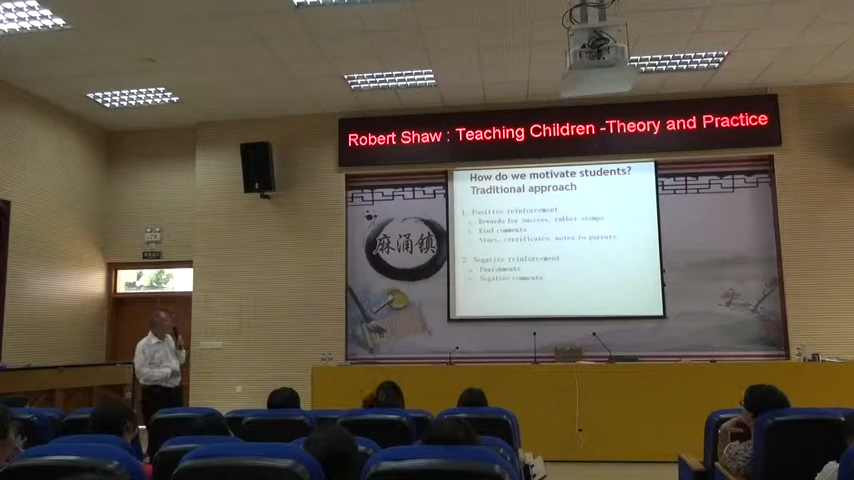 Robert Shaw : Teaching Children -Theory and Practice
How do we motivate students?
Traditional approach
1. Positive reinforcement
Rewards for success, rubber stamps
Kind comments
Stars, certificates, notes to parents
2. Negative reinforcement
Punishments
Negative comments
麻涌镇